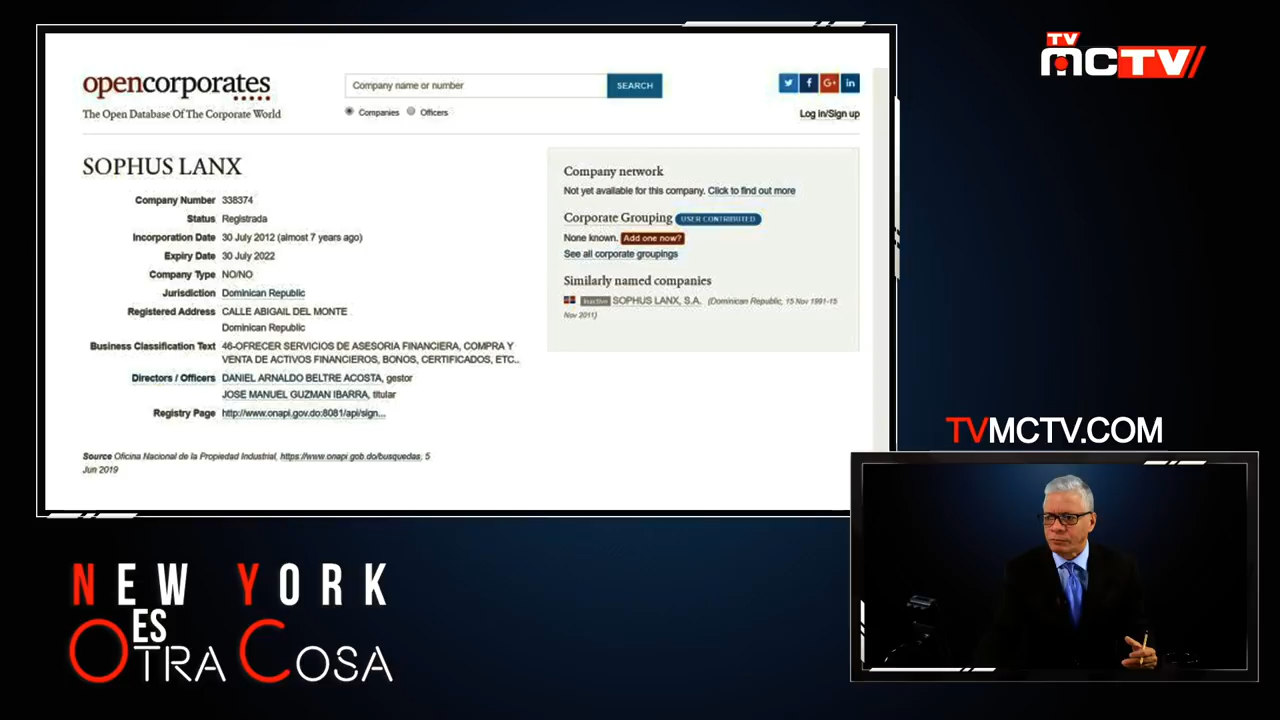 opencorporates
The Open Database Of The Corporate World
Company name or number
SEARCH
Companies Officers
Log in/Sign up
SOPHUS LANX
Company Number 338374
Status Registrada
Incorporation Date 30 July 2012 (almost 7 years ago)
Expiry Date 30 July 2022
Company Type NO/NO
Jurisdiction Dominican Republic
Registered Address CALLE ABIGAIL DEL MONTE
Dominican Republic
Business Classification Text 46-OFRECER SERVICIOS DE ASESORIA FINANCIERA, COMPRA Y
VENTA DE ACTIVOS FINANCIEROS, BONOS, CERTIFICADOS, ETC..
Directors / Officers DANIEL ARNALDO BELTRE ACOSTA, gestor
JOSE MANUEL GUZMAN IBARRA, titular
Registry Page http://www.onapi.gov.do:8081/api/sign...
Source Oficina Nacional de la Propiedad Industrial, https://www.onapi.gob.do/busquedas, 5
Jun 2019
Company network
Not yet available for this company. Click to find out more
Corporate Grouping USER CONTRIBUTED
None known. Add one now?
See all corporate groupings
Similarly named companies
Inactive SOPHUS LANX, S.A. (Dominican Republic, 15 Nov 1991-15
Nov 2011)
TV
MCTV
TVMCTV.COM
NEW YORK
ES
OTRA COSA